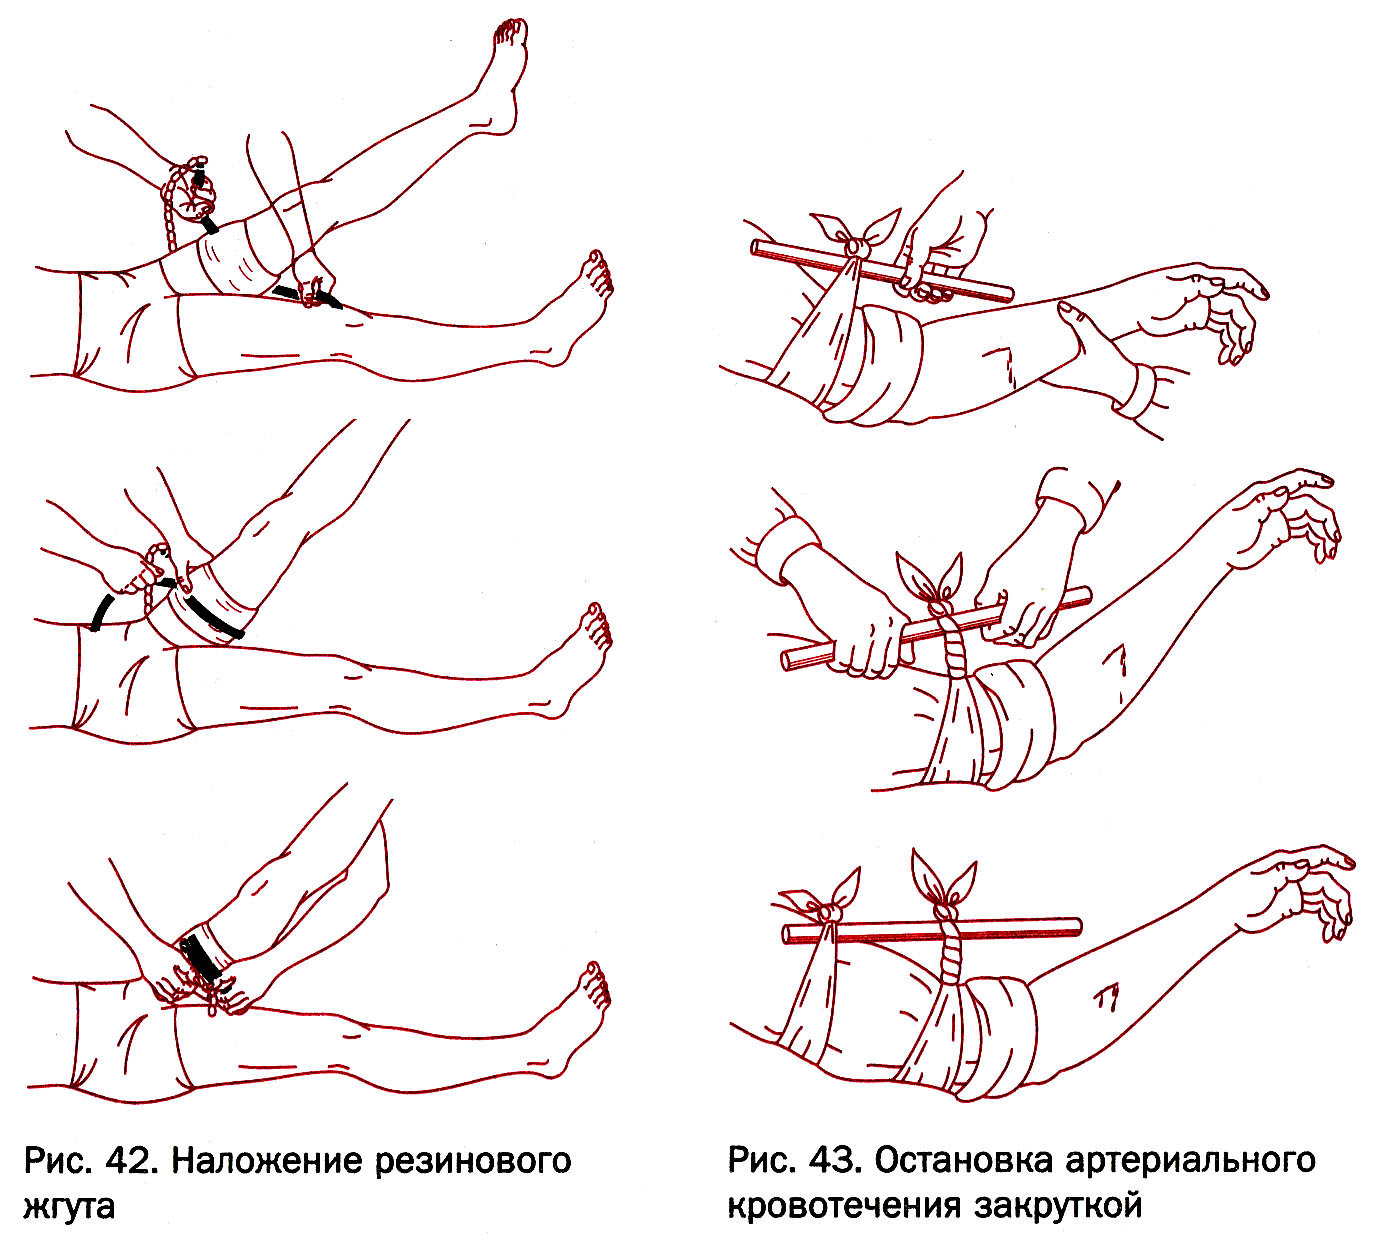 Рис. 42. Наложение резинового
жгута
Рис. 43. Остановка артериального
кровотечения закруткой